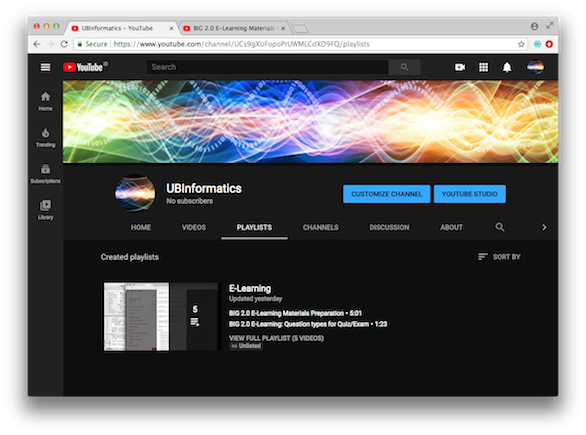 UBInformatics - YouTube
BIG 2.0 E-Learning Materials P
Secure
https://www.youtube.com/channel/UCs9gXUFopoPrUWMLCdXD9FQ/playlists
YouTube
Search
Home
Trending
Subscriptions
Library
UBInformatics
No subscribers
CUSTOMIZE CHANNEL
YOUTUBE STUDIO
HOME VIDEOS PLAYLISTS CHANNELS DISCUSSION ABOUT
Created playlists
SORT BY
5
E-Learning
Updated yesterday
BIG 2.0 E-Learning Materials Preparation • 5:01
BIG 2.0 E-Learning: Question types for Quiz/Exam • 1:23
VIEW FULL PLAYLIST (5 VIDEOS)
Unlisted